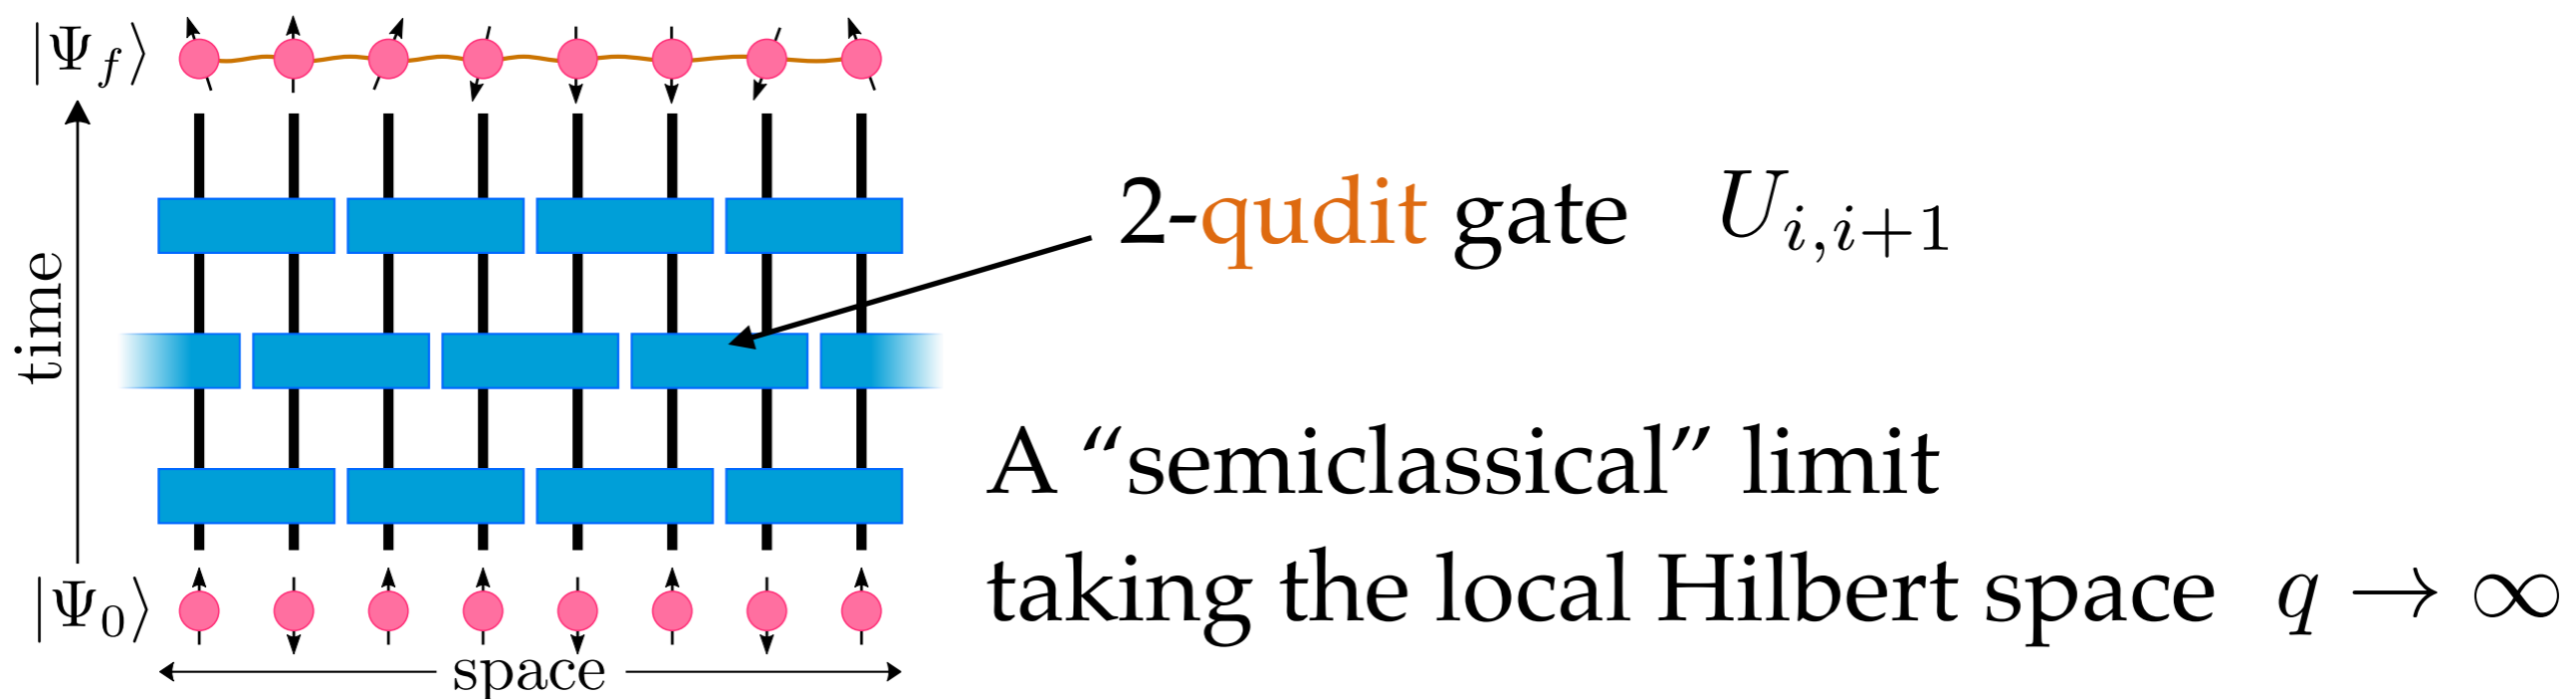 |Ψ_f⟩
time
2-qudit gate U_{i,i+1}
A “semiclassical” limit
taking the local Hilbert space q → ∞
|Ψ_0⟩
space